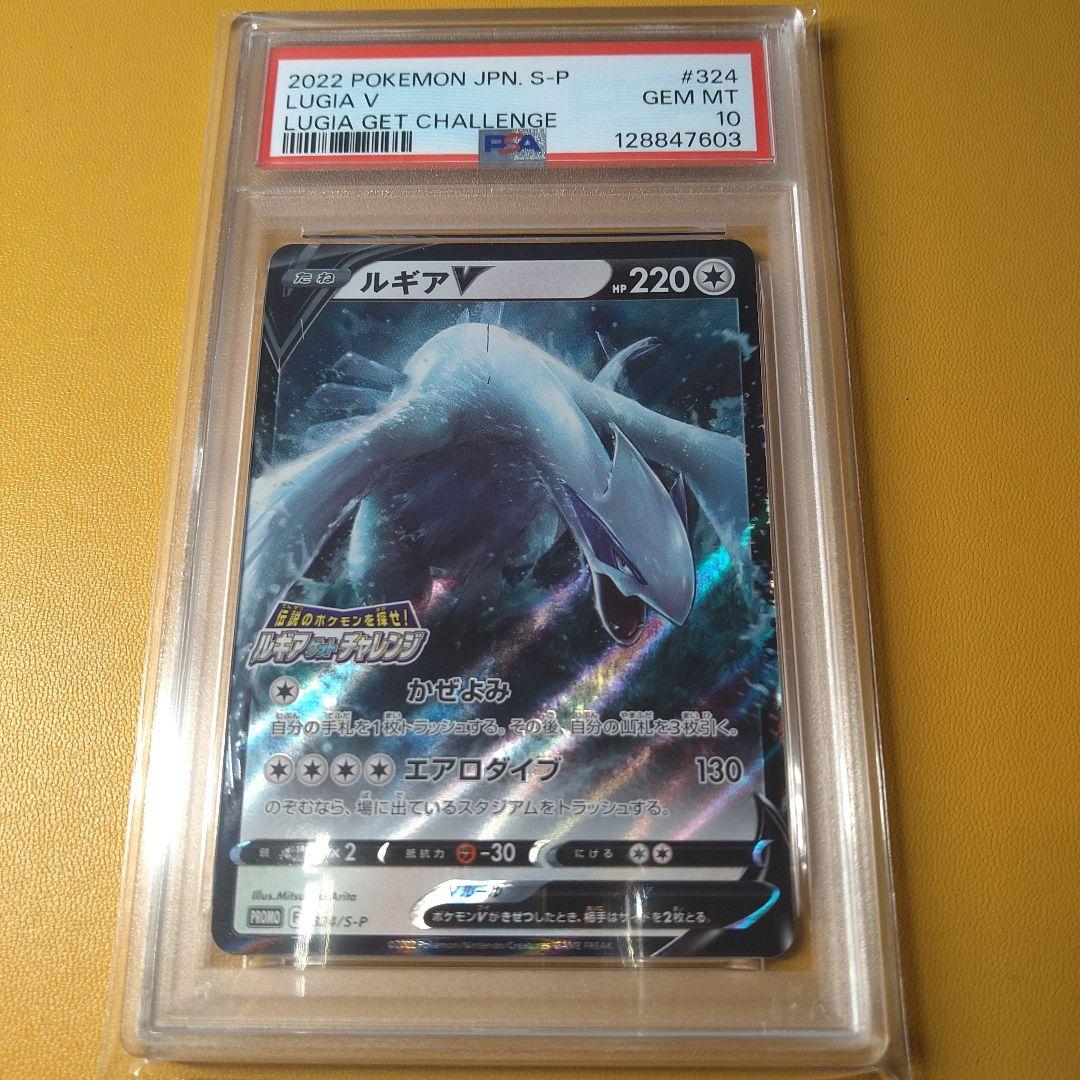 2022 POKEMON JPN. S-P #324
LUGIA V GEM MT
LUGIA GET CHALLENGE 10
PSA 128847603
たね ルギアV HP 220
伝説のポケモンを探せ!
ルギアゲットチャレンジ
かぜよみ
自分の手札を1枚トラッシュする。その後、自分の山札を3枚引く。
エアロダイブ 130
のぞむなら、場に出ているスタジアムをトラッシュする。
×2 抵抗力 -30 にげる
Illus. Arita
Vルール
PROMO F 324/S-P
ポケモンVがきぜつしたとき、相手はサイドを2枚とる。
©2022 Pokémon/Nintendo/Creatures/GAME FREAK